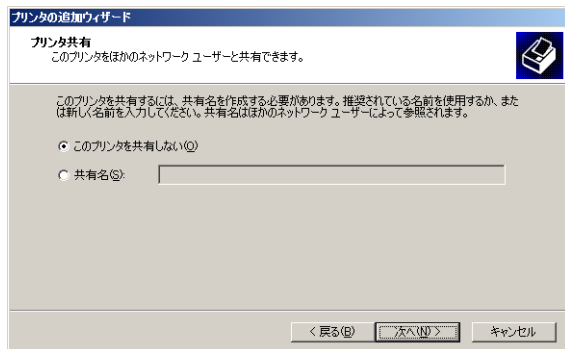 プリンタの追加ウィザード
プリンタ共有
このプリンタをほかのネットワーク ユーザーと共有できます。
このプリンタを共有するには、共有名を作成する必要があります。推奨されている名前を使用するか、また
は新しく名前を入力してください。共有名はほかのネットワーク ユーザーによって参照されます。
このプリンタを共有しない(O)
共有名(S):
< 戻る(B) 次へ(N) > キャンセル